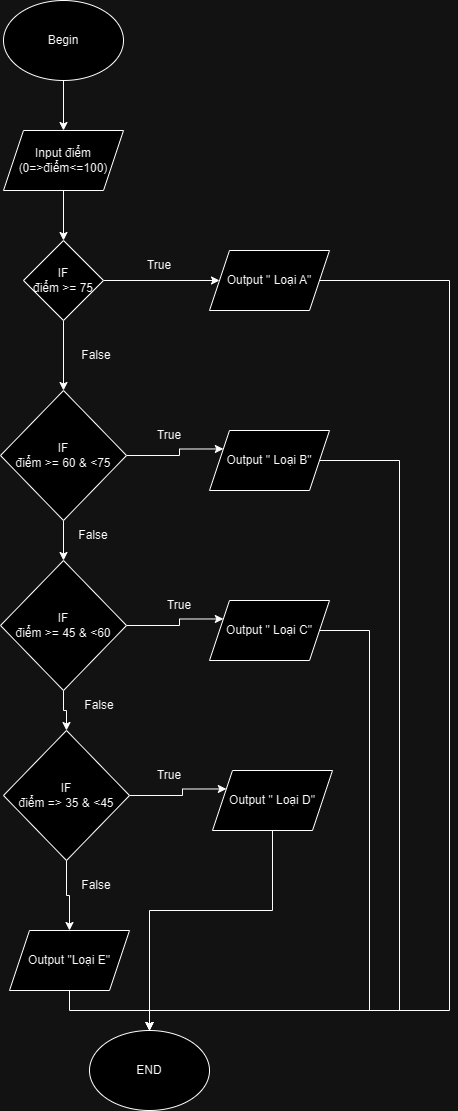 Begin
Input điểm
(0=>điểm<=100)
IF
điểm >= 75
True
Output " Loại A"
False
IF
điểm >= 60 & <75
True
Output " Loại B"
False
IF
điểm >= 45 & <60
True
Output " Loại C"
False
IF
điểm => 35 & <45
True
Output " Loại D"
False
Output "Loại E"
END